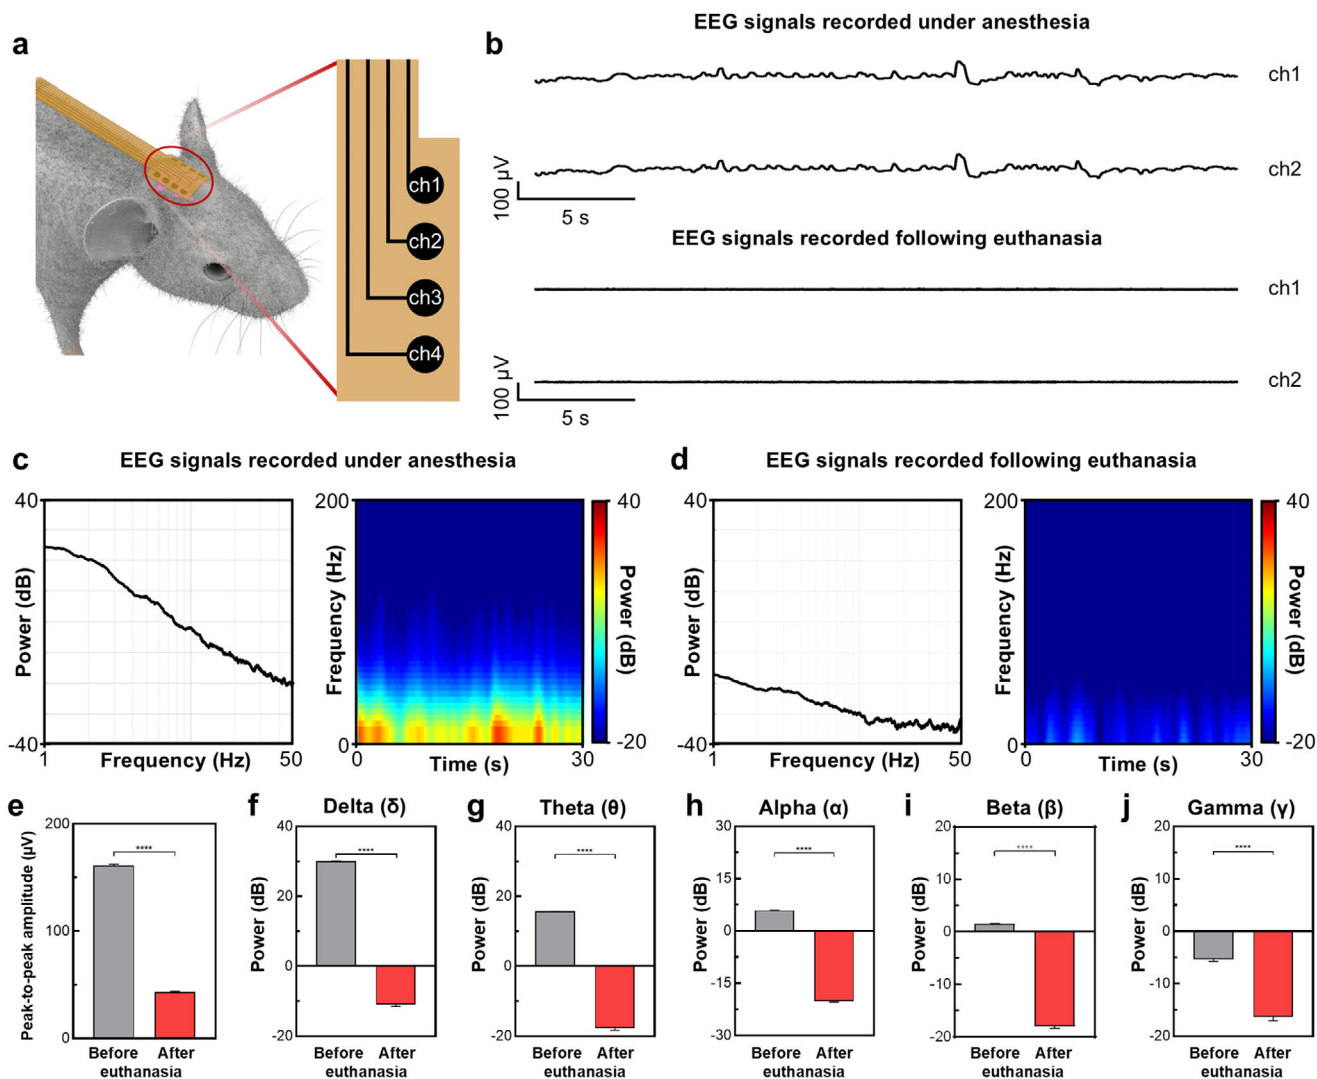 a
ch1
ch2
ch3
ch4
b
EEG signals recorded under anesthesia
ch1
ch2
100 µV
5 s
EEG signals recorded following euthanasia
ch1
ch2
100 µV
5 s
c
EEG signals recorded under anesthesia
40
Power (dB)
-40
1
Frequency (Hz)
50
200
Frequency (Hz)
0
0
Time (s)
30
40
Power (dB)
-20
d
EEG signals recorded following euthanasia
40
Power (dB)
-40
1
Frequency (Hz)
50
200
Frequency (Hz)
0
0
Time (s)
30
40
Power (dB)
-20
e
Peak-to-peak amplitude (µV)
200
100
0
****
Before After
euthanasia
f
Delta (δ)
Power (dB)
40
20
0
-20
****
Before After
euthanasia
g
Theta (θ)
Power (dB)
40
20
0
-20
****
Before After
euthanasia
h
Alpha (α)
Power (dB)
30
15
0
-15
-30
****
Before After
euthanasia
i
Beta (β)
Power (dB)
20
10
0
-10
-20
****
Before After
euthanasia
j
Gamma (γ)
Power (dB)
20
10
0
-10
-20
****
Before After
euthanasia